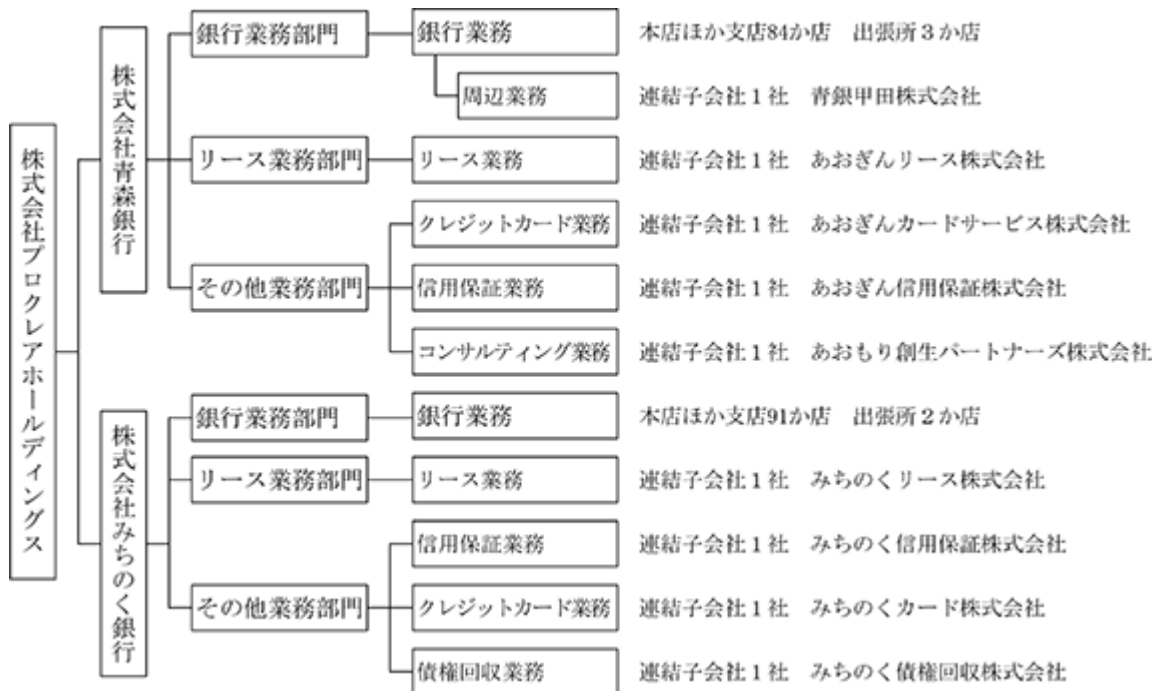 株式会社プロクレアホールディングス
株式会社青森銀行
銀行業務部門
銀行業務
本店ほか支店84か店　出張所３か店
周辺業務
連結子会社１社　青銀甲田株式会社
リース業務部門
リース業務
連結子会社１社　あおぎんリース株式会社
その他業務部門
クレジットカード業務
連結子会社１社　あおぎんカードサービス株式会社
信用保証業務
連結子会社１社　あおぎん信用保証株式会社
コンサルティング業務
連結子会社１社　あおもり創生パートナーズ株式会社
株式会社みちのく銀行
銀行業務部門
銀行業務
本店ほか支店91か店　出張所２か店
リース業務部門
リース業務
連結子会社１社　みちのくリース株式会社
その他業務部門
信用保証業務
連結子会社１社　みちのく信用保証株式会社
クレジットカード業務
連結子会社１社　みちのくカード株式会社
債権回収業務
連結子会社１社　みちのく債権回収株式会社